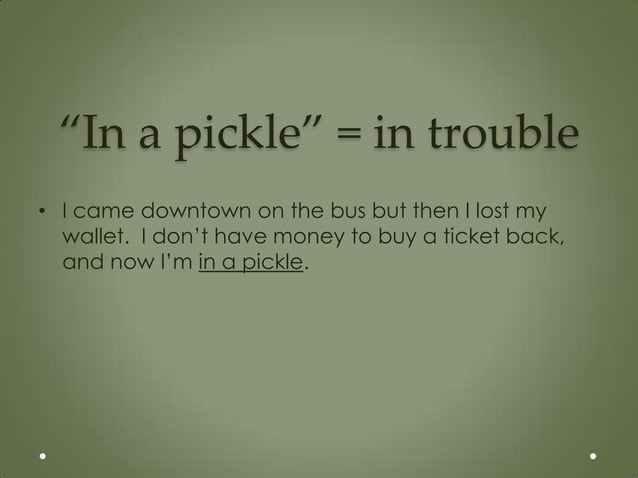 “In a pickle” = in trouble
• I came downtown on the bus but then I lost my
wallet.  I don’t have money to buy a ticket back,
and now I’m in a pickle.